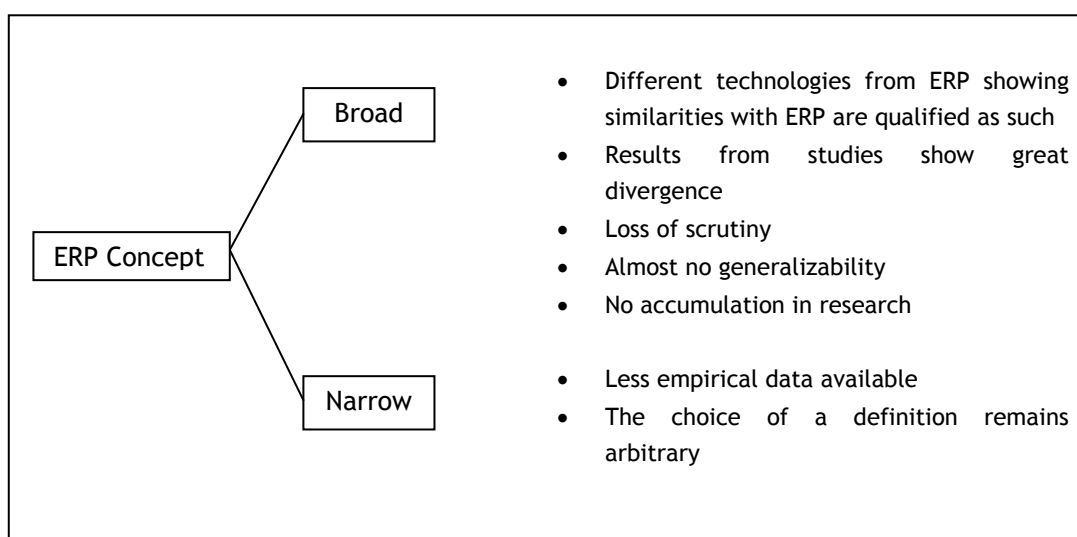 Broad
ERP Concept
Narrow
• Different technologies from ERP showing
similarities with ERP are qualified as such
• Results from studies show great
divergence
• Loss of scrutiny
• Almost no generalizability
• No accumulation in research
• Less empirical data available
• The choice of a definition remains
arbitrary